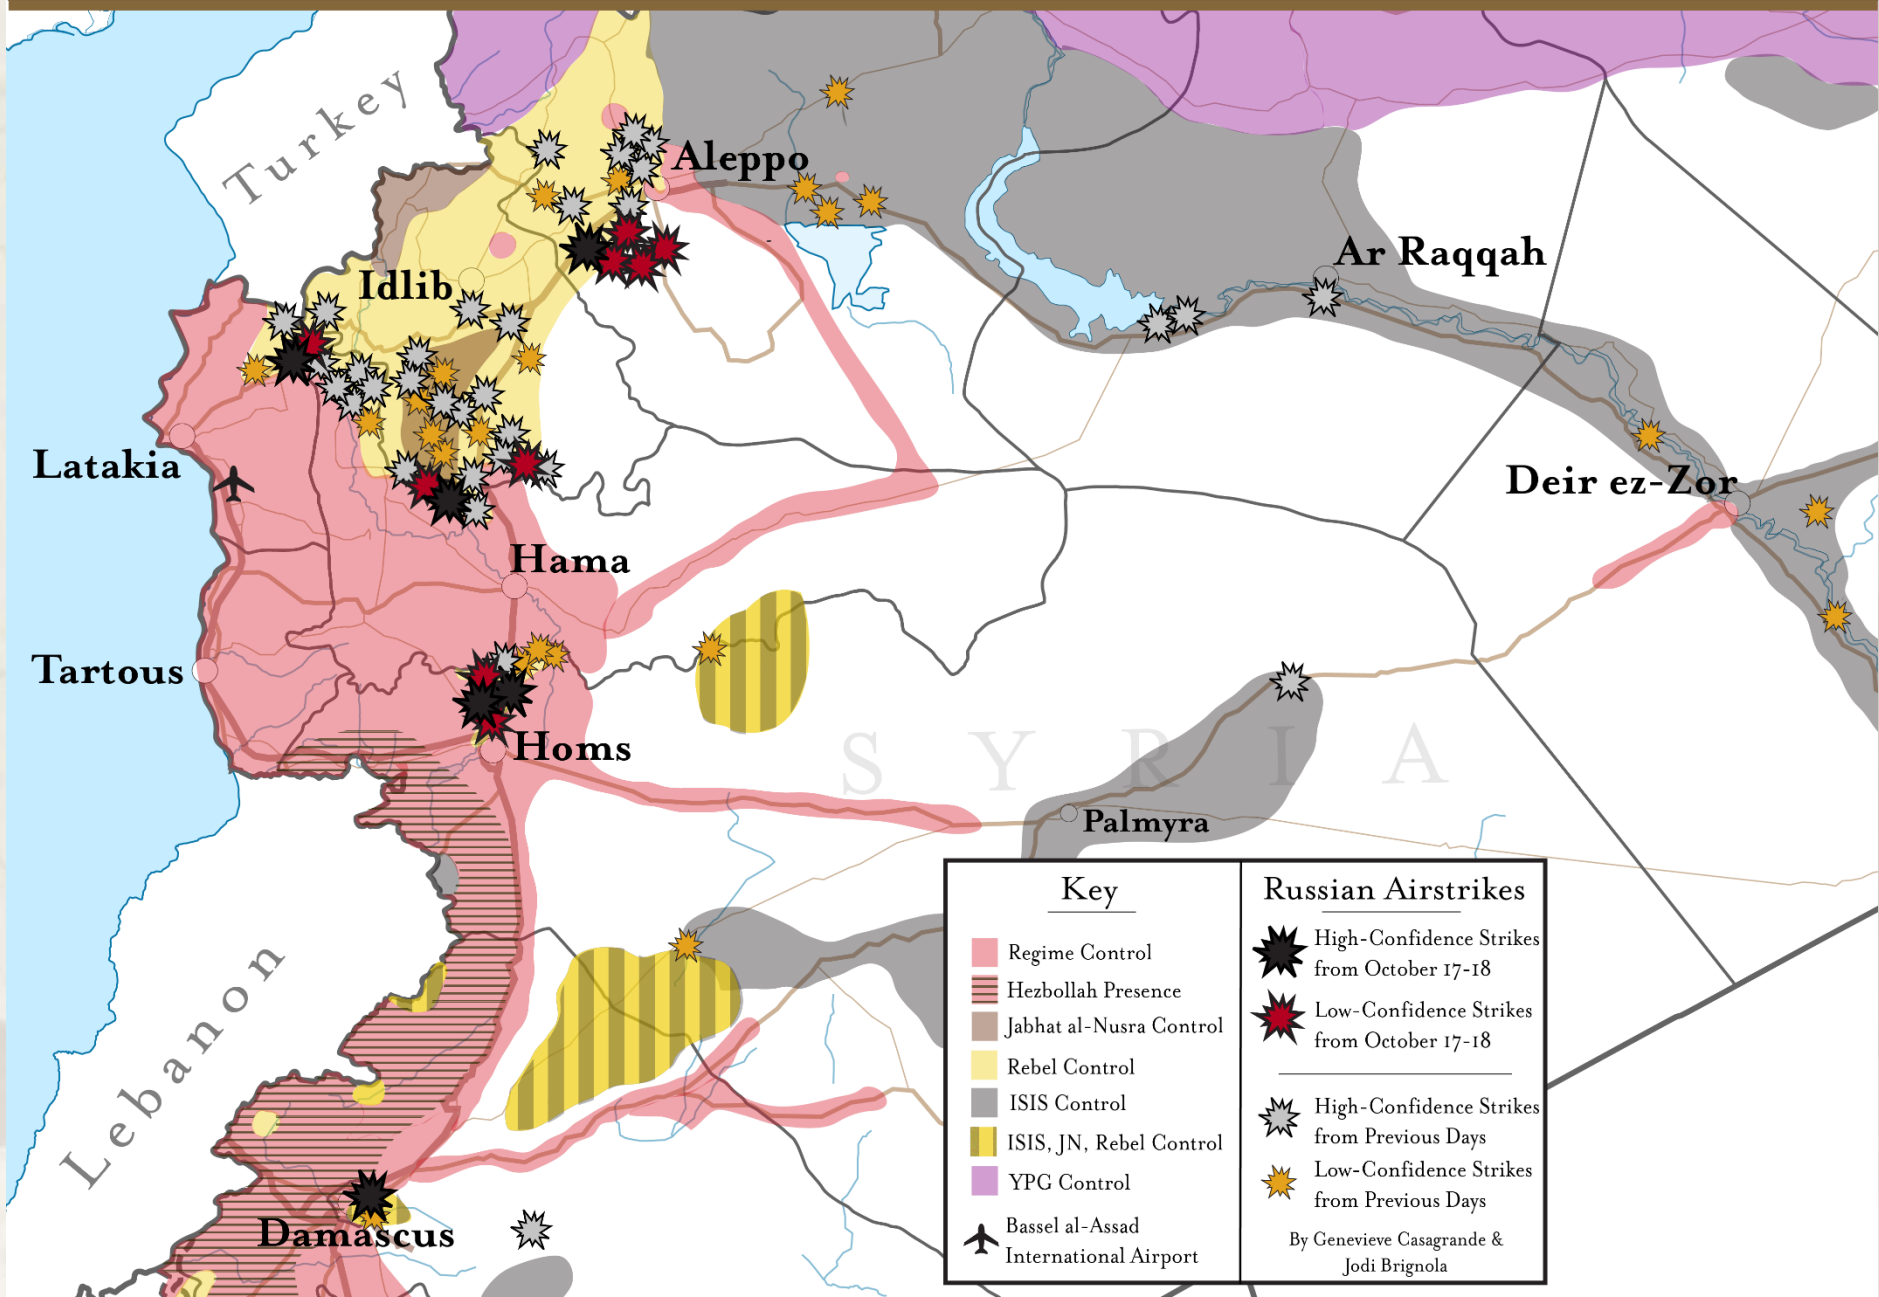 Turkey
Aleppo
Idlib
Ar Raqqah
Latakia
Deir ez-Zor
Hama
Tartous
Homs
SYRIA
Palmyra
Lebanon
Damascus
Key
Regime Control
Hezbollah Presence
Jabhat al-Nusra Control
Rebel Control
ISIS Control
ISIS, JN, Rebel Control
YPG Control
Bassel al-Assad
International Airport
Russian Airstrikes
High-Confidence Strikes
from October 17-18
Low-Confidence Strikes
from October 17-18
High-Confidence Strikes
from Previous Days
Low-Confidence Strikes
from Previous Days
By Genevieve Casagrande &
Jodi Brignola